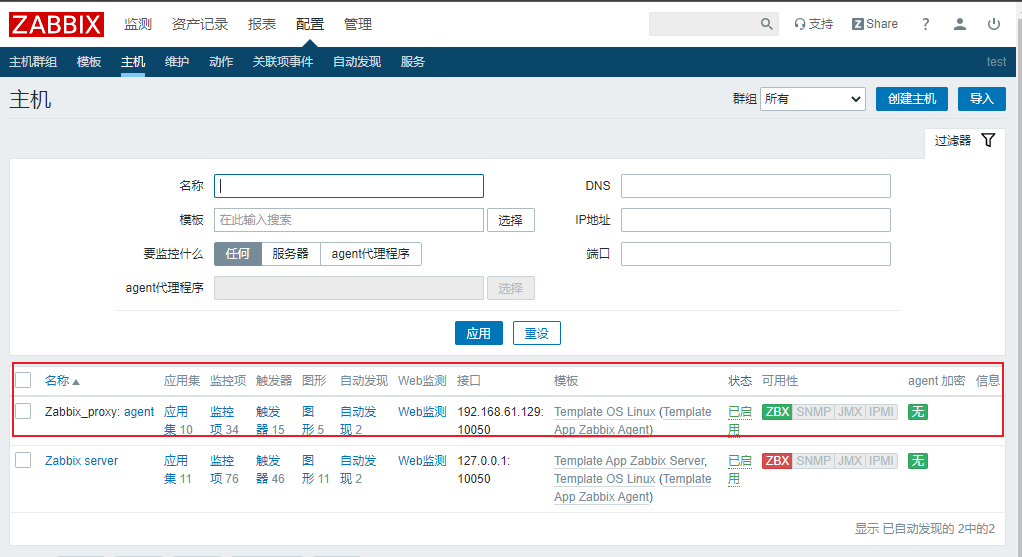 ZABBIX 监测 资产记录 报表 配置 管理 支持 Z Share ?
主机群组 模板 主机 维护 动作 关联项事件 自动发现 服务 test
主机 群组 所有 创建主机 导入
过滤器
名称 DNS
模板 在此输入搜索 选择 IP地址
要监控什么 任何 服务器 agent代理程序 端口
agent代理程序 选择
应用 重设
名称 应用集 监控项 触发器 图形 自动发现 Web监测 接口 模板 状态 可用性 agent 加密 信息
Zabbix_proxy: agent 应用 监控 触发 图 自动发 Web监测 192.168.61.129: Template OS Linux (Template 已启 ZBX SNMP JMX IPMI 无
集 10 项 34 器 15 形 5 现 2 10050 App Zabbix Agent) 用
Zabbix server 应用 监控 触发 图 自动发 Web监测 127.0.0.1: Template App Zabbix Server, 已启 ZBX SNMP JMX IPMI 无
集 11 项 76 器 46 形 11 现 2 10050 Template OS Linux (Template 用
App Zabbix Agent)
显示 已自动发现的 2中的2